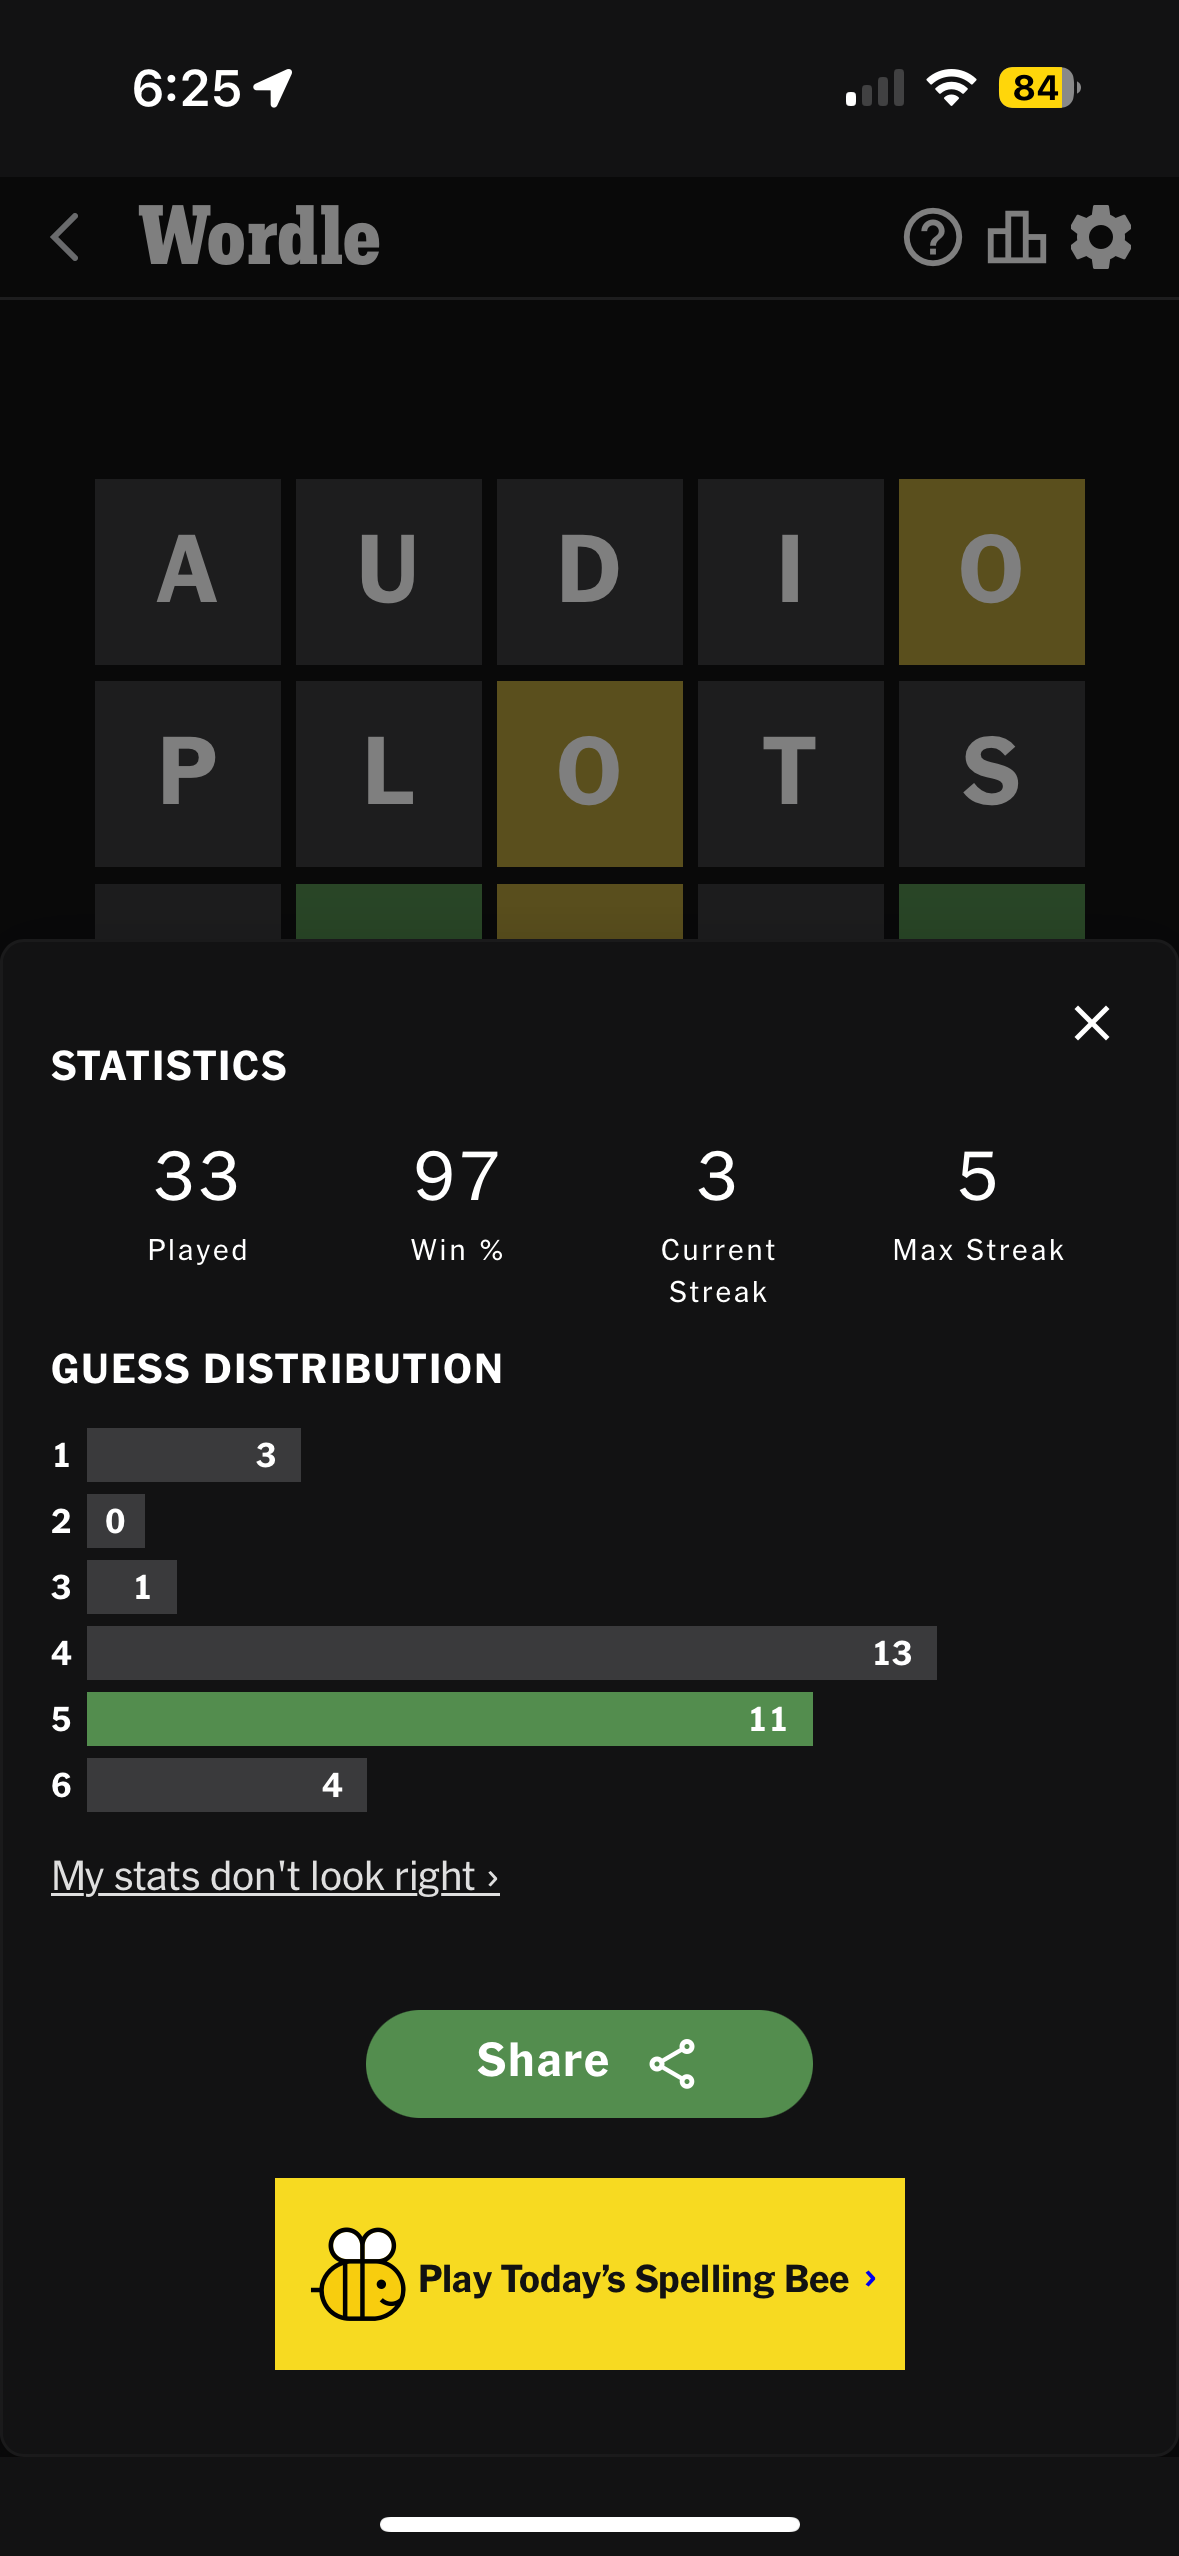 6:25
84
Wordle
A U D I O
P L O T S
STATISTICS
33 97 3 5
Played Win % Current Streak Max Streak
GUESS DISTRIBUTION
1 3
2 0
3 1
4 13
5 11
6 4
My stats don't look right ›
Share
Play Today’s Spelling Bee ›